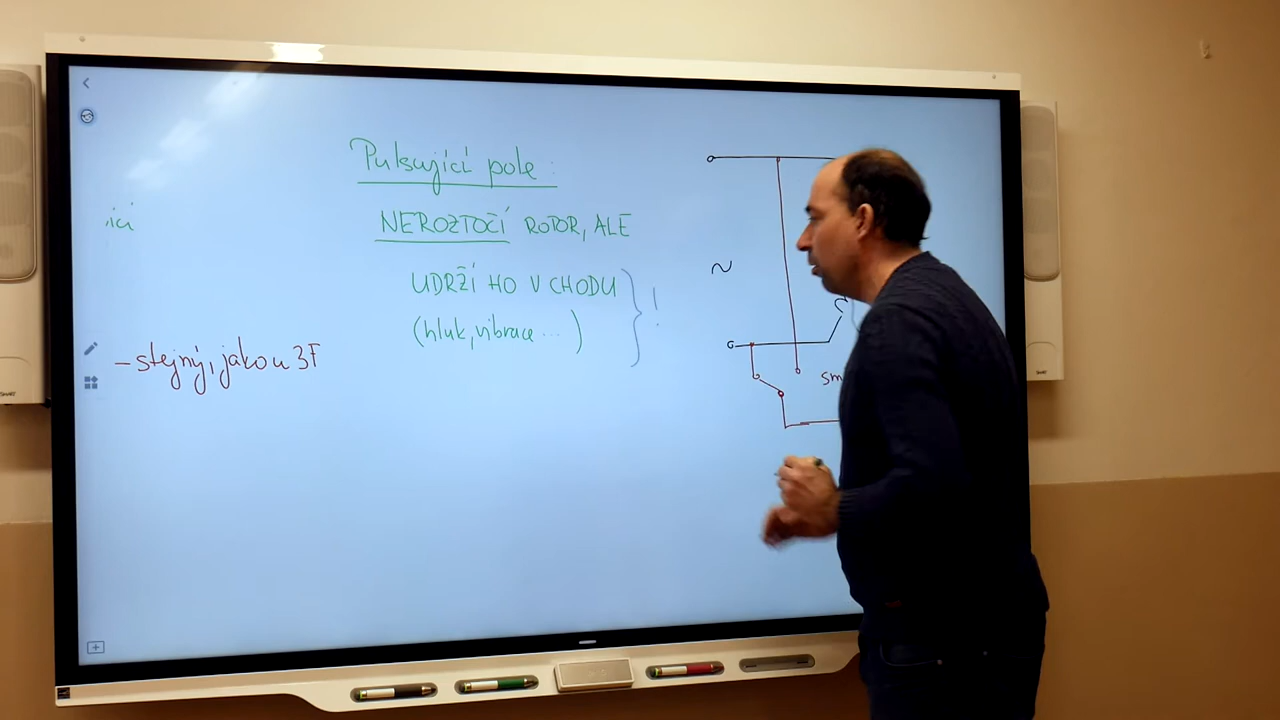 Pulsující pole:
NEROZTOČÍ ROTOR, ALE
ící
UDRŽÍ HO V CHODU
(hluk, vibrace...)
!
- stejný, jako u 3F
~